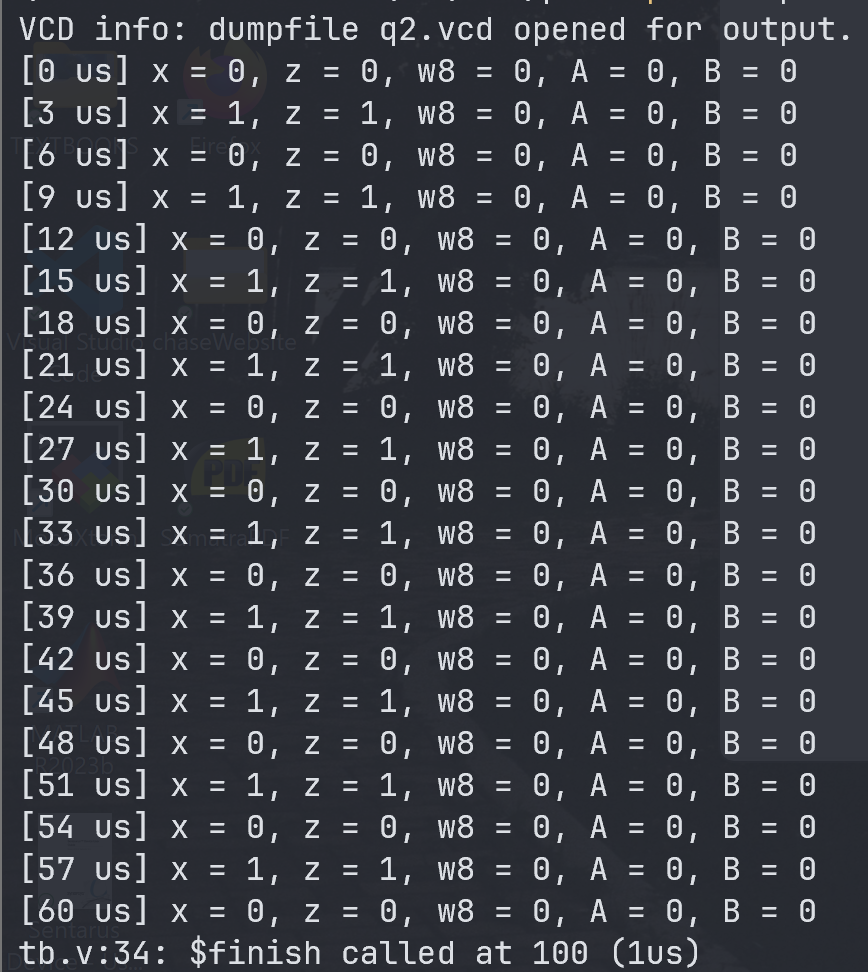 VCD info: dumpfile q2.vcd opened for output.
[0 us] x = 0, z = 0, w8 = 0, A = 0, B = 0
[3 us] x = 1, z = 1, w8 = 0, A = 0, B = 0
[6 us] x = 0, z = 0, w8 = 0, A = 0, B = 0
[9 us] x = 1, z = 1, w8 = 0, A = 0, B = 0
[12 us] x = 0, z = 0, w8 = 0, A = 0, B = 0
[15 us] x = 1, z = 1, w8 = 0, A = 0, B = 0
[18 us] x = 0, z = 0, w8 = 0, A = 0, B = 0
[21 us] x = 1, z = 1, w8 = 0, A = 0, B = 0
[24 us] x = 0, z = 0, w8 = 0, A = 0, B = 0
[27 us] x = 1, z = 1, w8 = 0, A = 0, B = 0
[30 us] x = 0, z = 0, w8 = 0, A = 0, B = 0
[33 us] x = 1, z = 1, w8 = 0, A = 0, B = 0
[36 us] x = 0, z = 0, w8 = 0, A = 0, B = 0
[39 us] x = 1, z = 1, w8 = 0, A = 0, B = 0
[42 us] x = 0, z = 0, w8 = 0, A = 0, B = 0
[45 us] x = 1, z = 1, w8 = 0, A = 0, B = 0
[48 us] x = 0, z = 0, w8 = 0, A = 0, B = 0
[51 us] x = 1, z = 1, w8 = 0, A = 0, B = 0
[54 us] x = 0, z = 0, w8 = 0, A = 0, B = 0
[57 us] x = 1, z = 1, w8 = 0, A = 0, B = 0
[60 us] x = 0, z = 0, w8 = 0, A = 0, B = 0
tb.v:34: $finish called at 100 (1us)